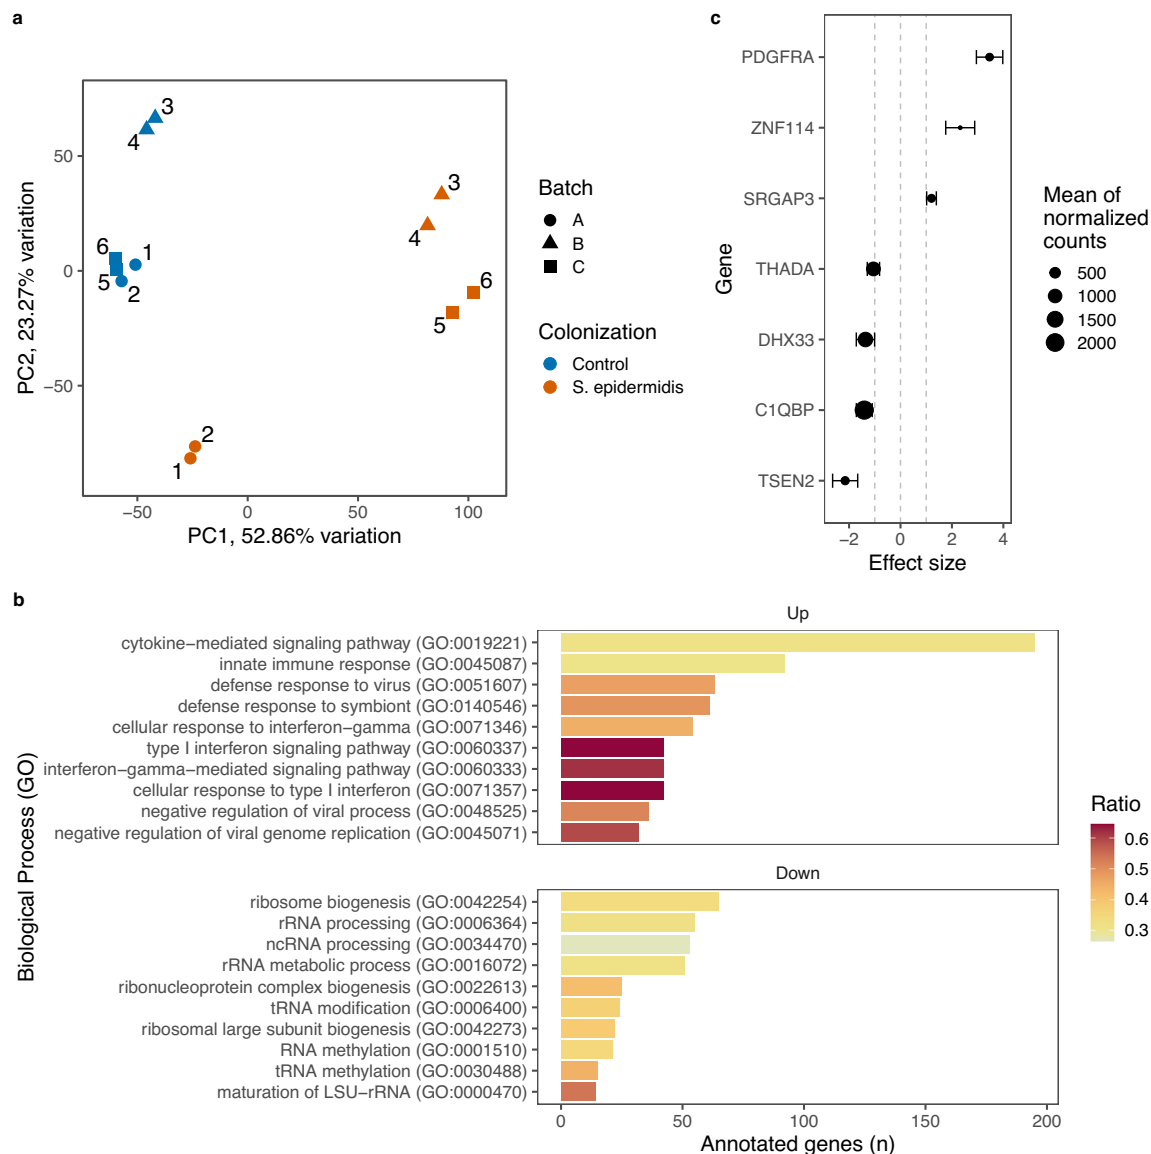 a
PC2, 23.27% variation
50
0
−50
−50
0
50
100
PC1, 52.86% variation
3
4
6
1
5
2
3
4
6
5
2
1
Batch
A
B
C
Colonization
Control
S. epidermidis
c
Gene
PDGFRA
ZNF114
SRGAP3
THADA
DHX33
C1QBP
TSEN2
−2
0
2
4
Effect size
Mean of
normalized
counts
500
1000
1500
2000
b
Biological Process (GO)
Up
cytokine−mediated signaling pathway (GO:0019221)
innate immune response (GO:0045087)
defense response to virus (GO:0051607)
defense response to symbiont (GO:0140546)
cellular response to interferon−gamma (GO:0071346)
type I interferon signaling pathway (GO:0060337)
interferon−gamma−mediated signaling pathway (GO:0060333)
cellular response to type I interferon (GO:0071357)
negative regulation of viral process (GO:0048525)
negative regulation of viral genome replication (GO:0045071)
Down
ribosome biogenesis (GO:0042254)
rRNA processing (GO:0006364)
ncRNA processing (GO:0034470)
rRNA metabolic process (GO:0016072)
ribonucleoprotein complex biogenesis (GO:0022613)
tRNA modification (GO:0006400)
ribosomal large subunit biogenesis (GO:0042273)
RNA methylation (GO:0001510)
tRNA methylation (GO:0030488)
maturation of LSU−rRNA (GO:0000470)
0
50
100
150
200
Annotated genes (n)
Ratio
0.6
0.5
0.4
0.3